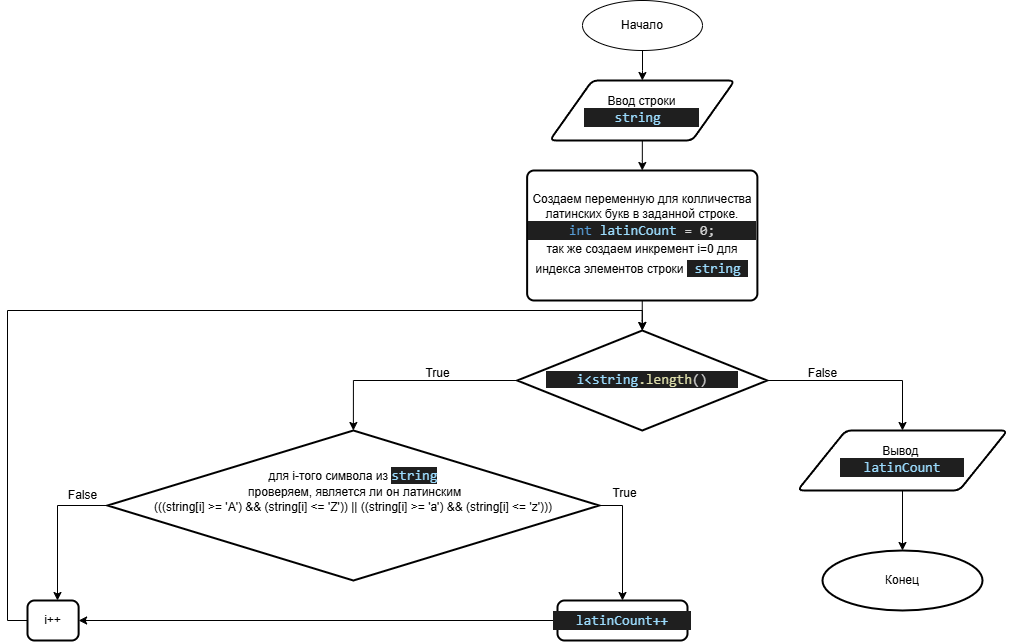 Начало
Ввод строки
string
Создаем переменную для колличества
латинских букв в заданной строке.
int latinCount = 0;
так же создаем инкремент i=0 для
индекса элементов строки string
True
i<string.length()
False
для i-того символа из string
проверяем, является ли он латинским
(((string[i] >= 'A') && (string[i] <= 'Z')) || ((string[i] >= 'a') && (string[i] <= 'z')))
False
True
Вывод
latinCount
Конец
i++
latinCount++